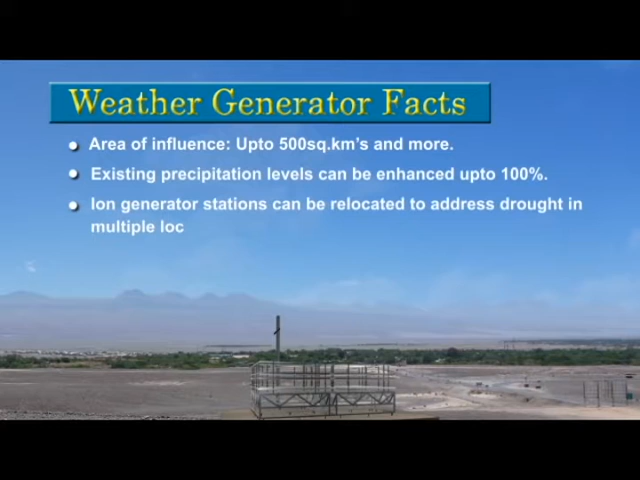 Weather Generator Facts
Area of influence: Upto 500sq.km's and more.
Existing precipitation levels can be enhanced upto 100%.
Ion generator stations can be relocated to address drought in
multiple loc